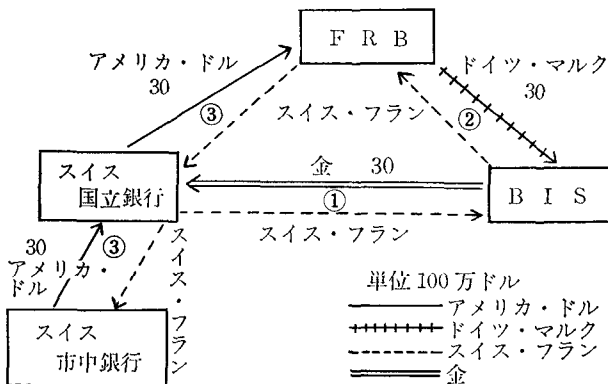 F R B
アメリカ・ドル
30
ドイツ・マルク
30
③
スイス・フラン
②
スイス
国立銀行
金 30
①
B I S
スイス・フラン
30
アメリカ・
ドル
③
スイス・フラン
スイス
市中銀行
単位 100 万ドル
アメリカ・ドル
ドイツ・マルク
スイス・フラン
金